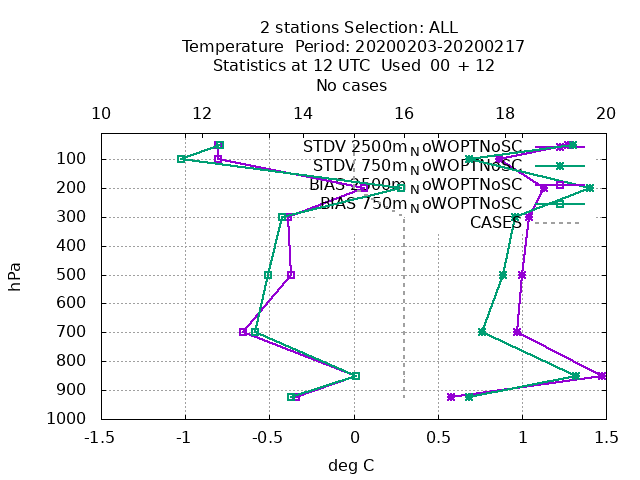 2 stations Selection: ALL
Temperature  Period: 20200203-20200217
Statistics at 12 UTC  Used  00 + 12
No cases
10 12 14 16 18 20
STDV 2500m_NoWOPTNoSC
STDV 750m_NoWOPTNoSC
BIAS 2500m_NoWOPTNoSC
BIAS 750m_NoWOPTNoSC
CASES
100
200
300
400
500
600
700
800
900
1000
hPa
-1.5 -1 -0.5 0 0.5 1 1.5
deg C